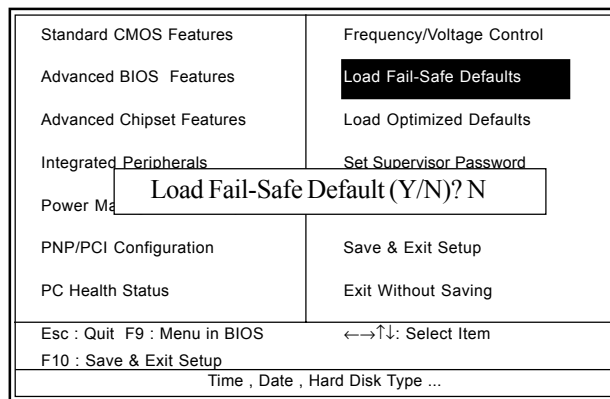 Standard CMOS Features
Frequency/Voltage Control
Advanced BIOS Features
Load Fail-Safe Defaults
Advanced Chipset Features
Load Optimized Defaults
Integrated Peripherals
Set Supervisor Password
Power Ma
Load Fail-Safe Default (Y/N)? N
PNP/PCI Configuration
Save & Exit Setup
PC Health Status
Exit Without Saving
Esc : Quit F9 : Menu in BIOS
←→↑↓: Select Item
F10 : Save & Exit Setup
Time , Date , Hard Disk Type ...